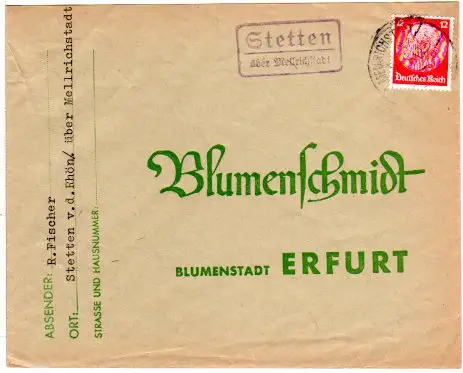 Stetten
über Mellrichstadt
12 12
Deutsches Reich
Blumenschmidt
BLUMENSTADT ERFURT
ABSENDER: R.Fischer
ORT: Stetten v.d.Rhön/ über Mellrichstadt
STRASSE UND HAUSNUMMER: